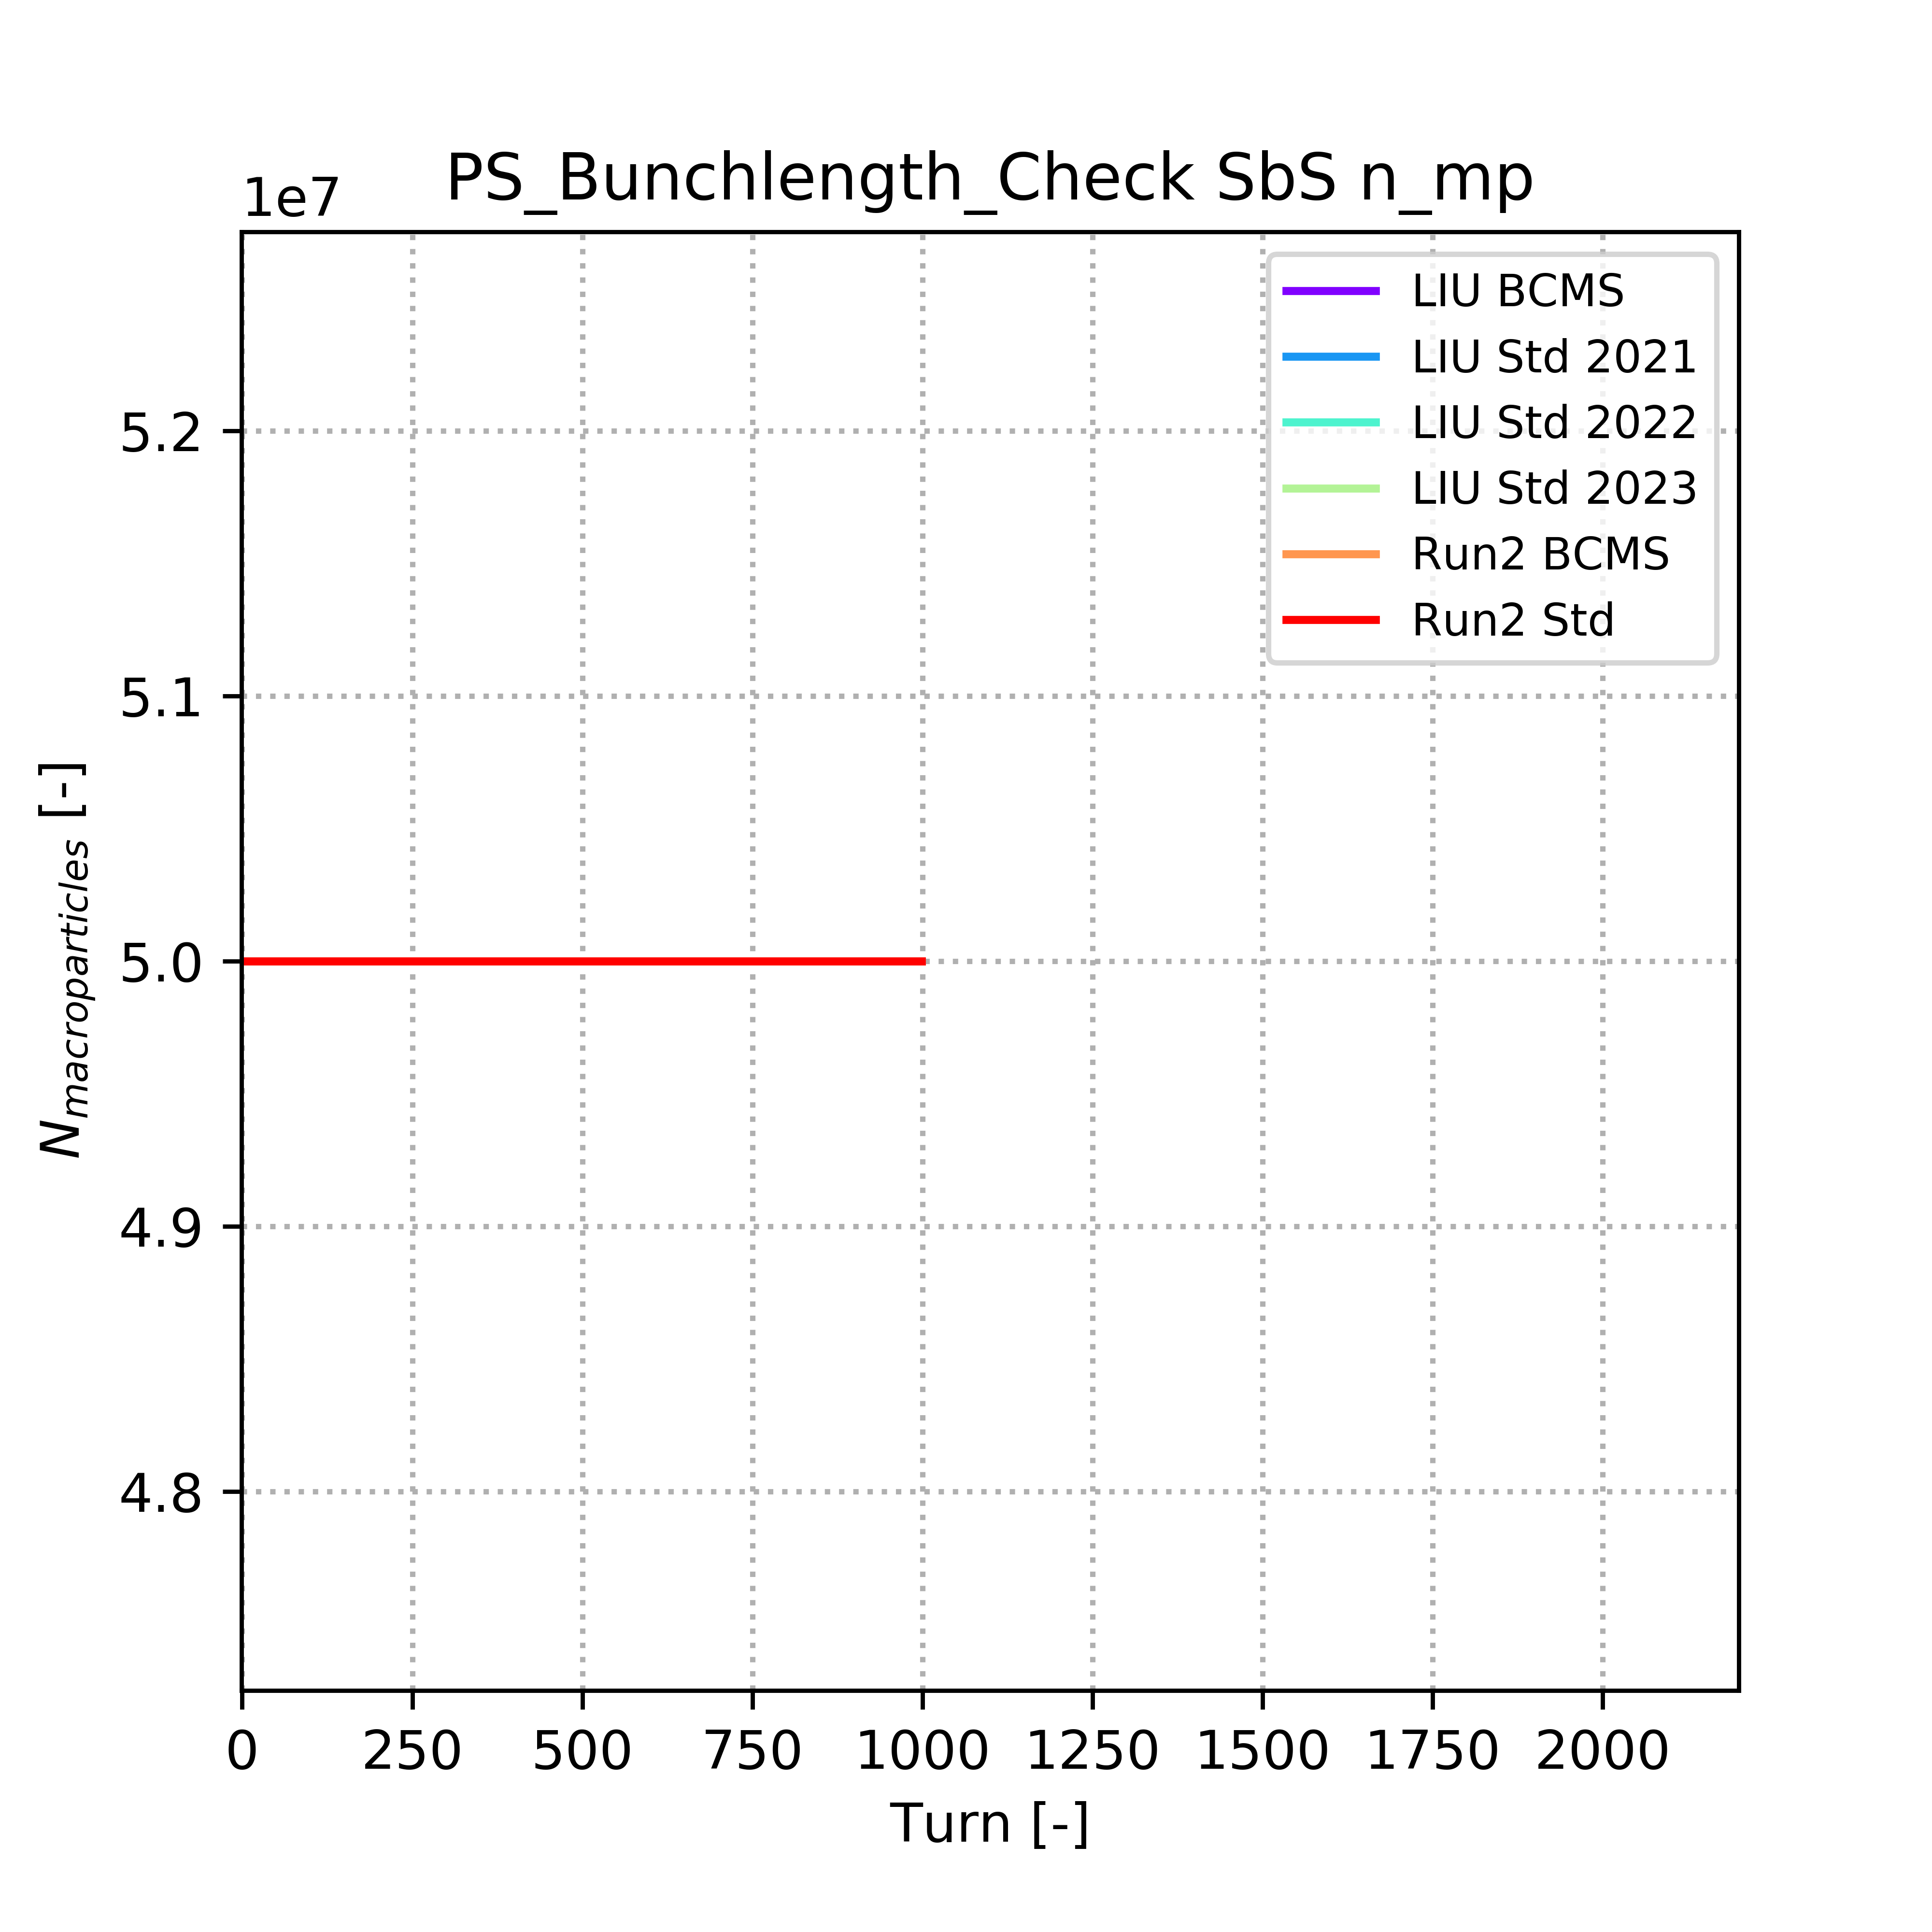 PS_Bunchlength_Check SbS n_mp
1e7
LIU BCMS
LIU Std 2021
LIU Std 2022
LIU Std 2023
Run2 BCMS
Run2 Std
5.2
5.1
5.0
4.9
4.8
N_macroparticles [-]
0 250 500 750 1000 1250 1500 1750 2000
Turn [-]